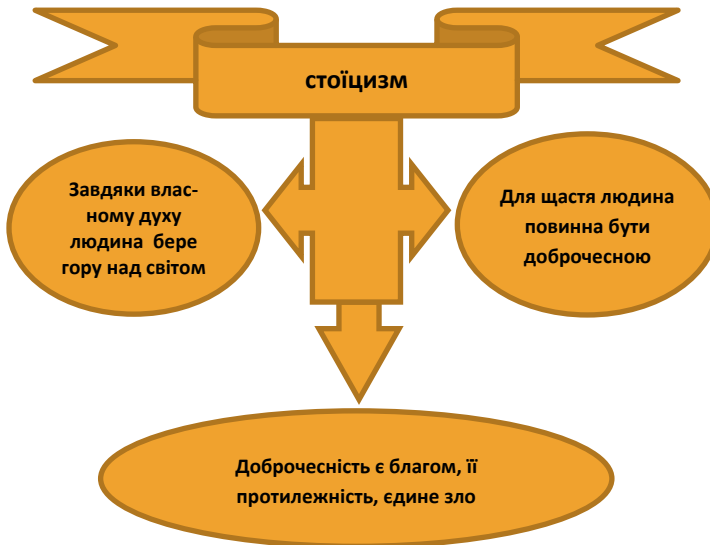 стоїцизм
Завдяки влас-
ному духу
людина бере
гору над світом
Для щастя людина
повинна бути
доброчесною
Доброчесність є благом, її
протилежність, єдине зло